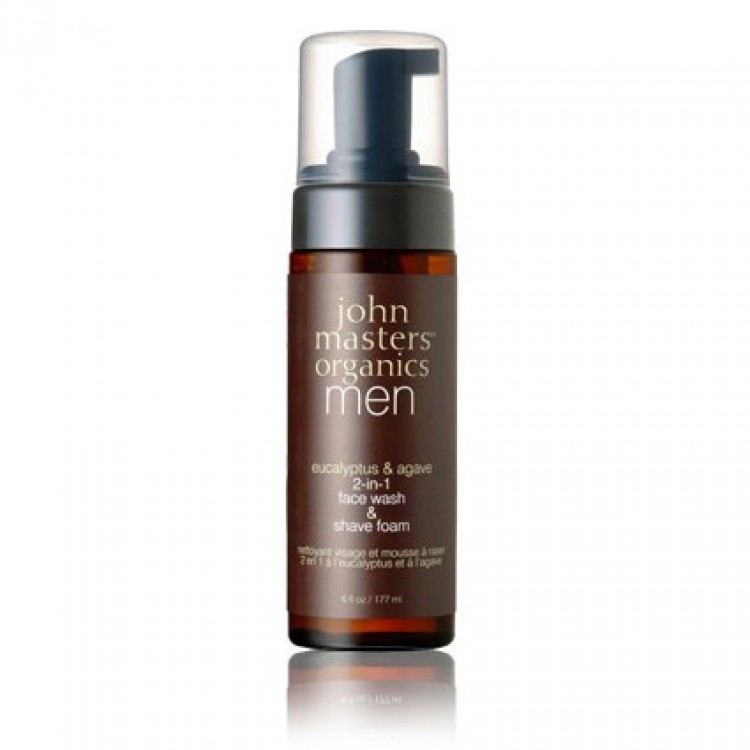 john
masters™
organics
men
eucalyptus & agave
2-in-1
face wash
&
shave foam
nettoyant visage et mousse à raser
2 en 1 à l'eucalyptus et à l'agave
6 fl oz / 177 ml